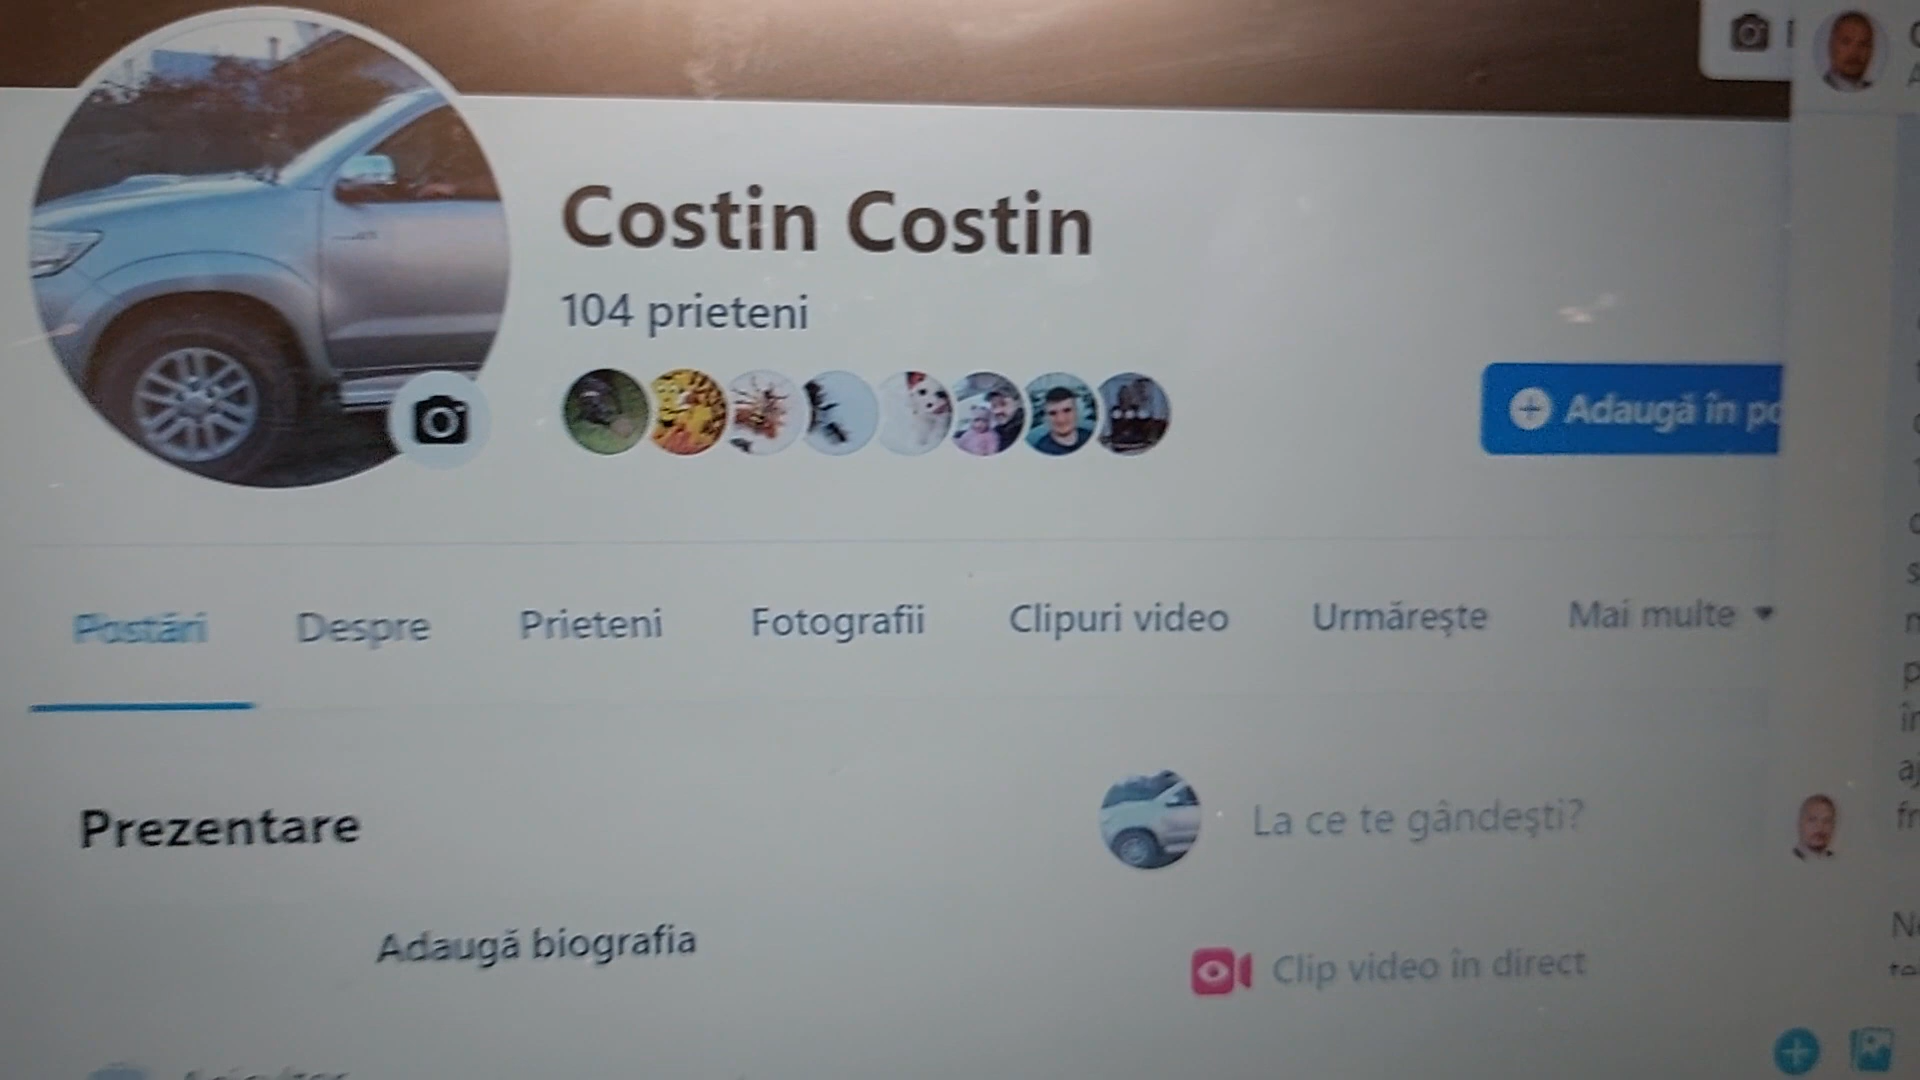 Costin Costin
104 prieteni
Adaugă în po
Postări
Despre
Prieteni
Fotografii
Clipuri video
Urmărește
Mai multe
Prezentare
La ce te gândești?
Adaugă biografia
Clip video în direct